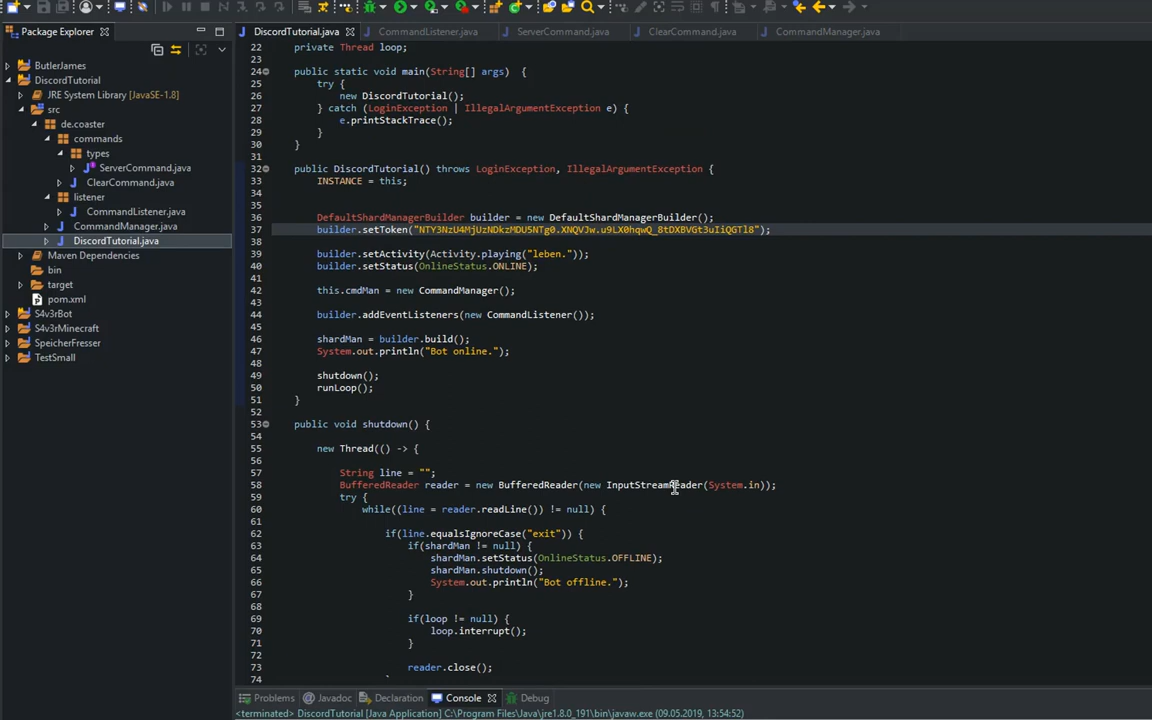 Package Explorer
ButlerJames
DiscordTutorial
JRE System Library [JavaSE-1.8]
src
de.coaster
commands
types
ServerCommand.java
ClearCommand.java
listener
CommandListener.java
CommandManager.java
DiscordTutorial.java
Maven Dependencies
bin
target
pom.xml
S4v3rBot
S4v3rMinecraft
SpeicherFresser
TestSmall
DiscordTutorial.java CommandListener.java ServerCommand.java ClearCommand.java CommandManager.java
22 private Thread loop;
23
24 public static void main(String[] args) {
25 try {
26 new DiscordTutorial();
27 } catch (LoginException | IllegalArgumentException e) {
28 e.printStackTrace();
29 }
30 }
31
32 public DiscordTutorial() throws LoginException, IllegalArgumentException {
33 INSTANCE = this;
34
35
36 DefaultShardManagerBuilder builder = new DefaultShardManagerBuilder();
37 builder.setToken("NTY3NzU4MjUzNDkzMDU5NTg0.XNQVJw.u9LX0hqwQ_8tDXBVGt3uIiQGTl8");
38
39 builder.setActivity(Activity.playing("leben."));
40 builder.setStatus(OnlineStatus.ONLINE);
41
42 this.cmdMan = new CommandManager();
43
44 builder.addEventListeners(new CommandListener());
45
46 shardMan = builder.build();
47 System.out.println("Bot online.");
48
49 shutdown();
50 runLoop();
51 }
52
53 public void shutdown() {
54
55 new Thread(() -> {
56
57 String line = "";
58 BufferedReader reader = new BufferedReader(new InputStreamReader(System.in));
59 try {
60 while((line = reader.readLine()) != null) {
61
62 if(line.equalsIgnoreCase("exit")) {
63 if(shardMan != null) {
64 shardMan.setStatus(OnlineStatus.OFFLINE);
65 shardMan.shutdown();
66 System.out.println("Bot offline.");
67 }
68
69 if(loop != null) {
70 loop.interrupt();
71 }
72
73 reader.close();
74
Problems Javadoc Declaration Console Debug
<terminated> DiscordTutorial [Java Application] C:\Program Files\Java\jre1.8.0_191\bin\javaw.exe (09.05.2019, 13:54:52)